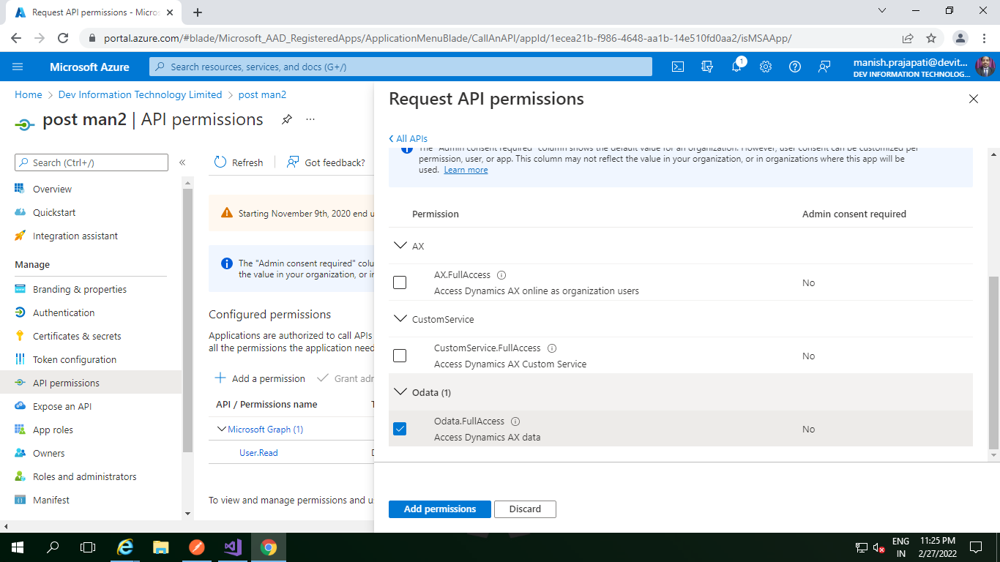 Request API permissions - Micros
portal.azure.com/#blade/Microsoft_AAD_RegisteredApps/ApplicationMenuBlade/CallAnAPI/appId/1ecea21b-f986-4648-aa1b-14e510fd0aa2/isMSAApp/
Microsoft Azure
Search resources, services, and docs (G+/)
1
manish.prajapati@devit...
DEV INFORMATION TECHNOLOG...
Home > Dev Information Technology Limited > post man2
post man2 | API permissions
...
Search (Ctrl+/)
«
Overview
Quickstart
Integration assistant
Manage
Branding & properties
Authentication
Certificates & secrets
Token configuration
API permissions
Expose an API
App roles
Owners
Roles and administrators
Manifest
Refresh
Got feedback?
Starting November 9th, 2020 end u
The "Admin consent required" colu
the value in your organization, or in
Configured permissions
Applications are authorized to call APIs
all the permissions the application need
Add a permission
Grant adm
API / Permissions name
Microsoft Graph (1)
User.Read
To view and manage permissions and us
Request API permissions
All APIs
The "Admin consent required" column shows the default value for an organization. However, user consent can be customized per
permission, user, or app. This column may not reflect the value in your organization, or in organizations where this app will be
used. Learn more
Permission
Admin consent required
AX
AX.FullAccess
Access Dynamics AX online as organization users
No
CustomService
CustomService.FullAccess
Access Dynamics AX Custom Service
No
Odata (1)
Odata.FullAccess
Access Dynamics AX data
No
Add permissions
Discard
ENG
IN
11:25 PM
2/27/2022